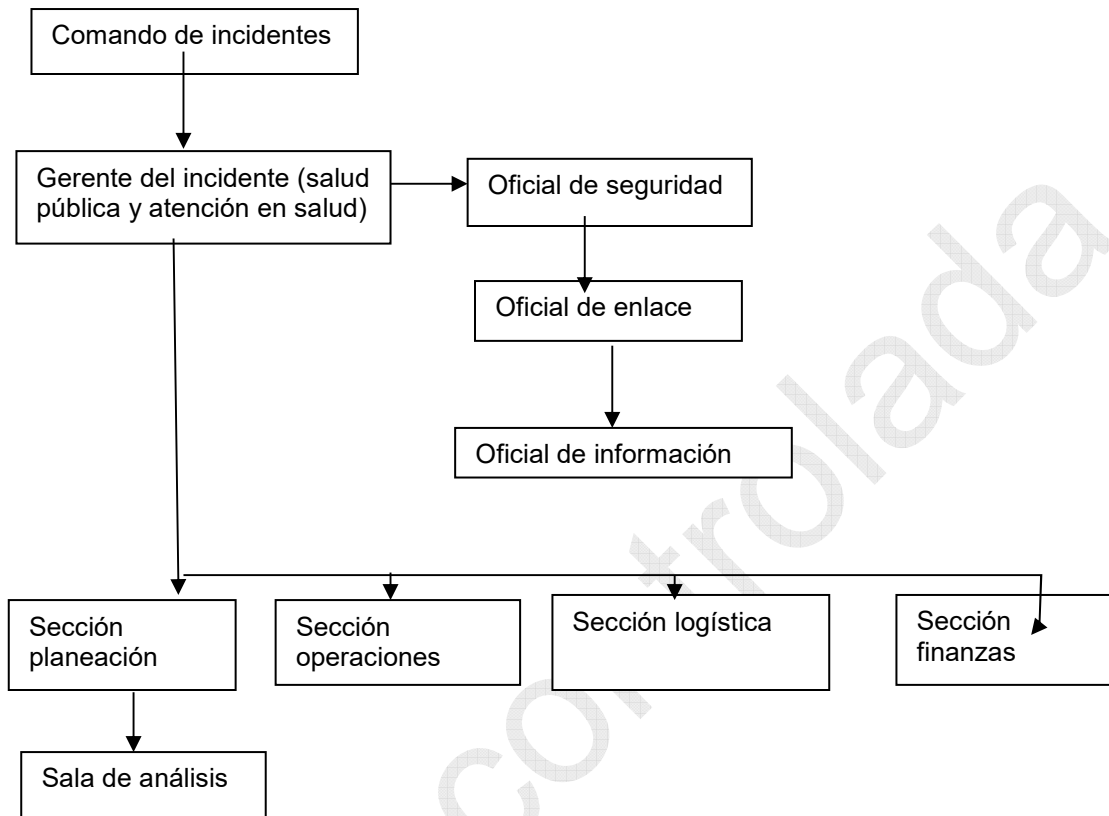 Comando de incidentes
Gerente del incidente (salud
pública y atención en salud)
Oficial de seguridad
Oficial de enlace
Oficial de información
Sección
planeación
Sección
operaciones
Sección logística
Sección
finanzas
Sala de análisis
controlada